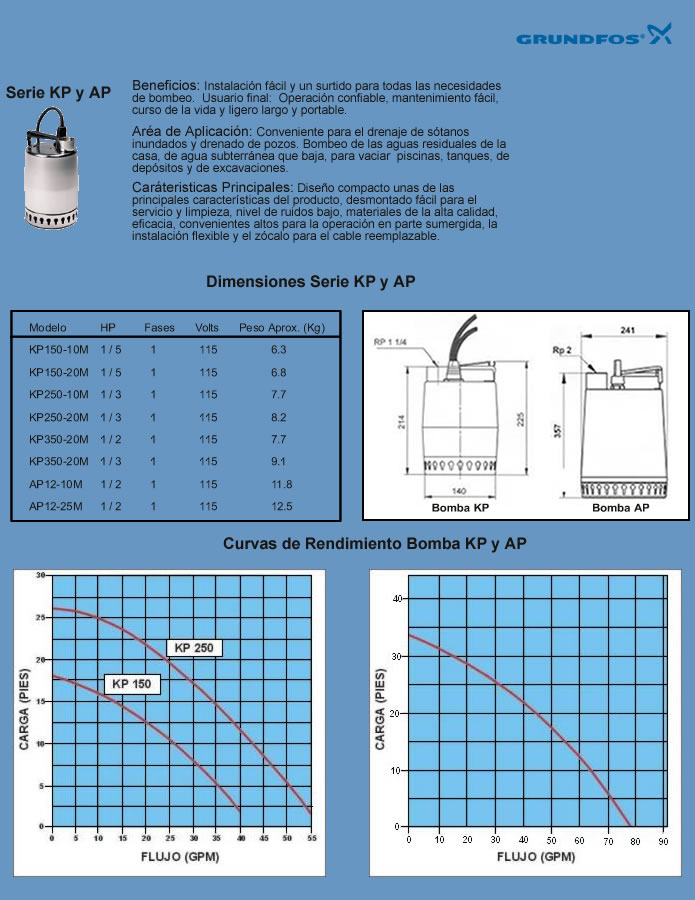 GRUNDFOS
Serie KP y AP
Beneficios: Instalación fácil y un surtido para todas las necesidades
de bombeo. Usuario final: Operación confiable, mantenimiento fácil,
curso de la vida y ligero largo y portable.
Aréa de Aplicación: Conveniente para el drenaje de sótanos
inundados y drenado de pozos. Bombeo de las aguas residuales de la
casa, de agua subterránea que baja, para vaciar piscinas, tanques, de
depósitos y de excavaciones.
Caráteristicas Principales: Diseño compacto unas de las
principales características del producto, desmontado fácil para el
servicio y limpieza, nivel de ruidos bajo, materiales de la alta calidad,
eficacia, convenientes altos para la operación en parte sumergida, la
instalación flexible y el zócalo para el cable reemplazable.
Dimensiones Serie KP y AP
Modelo HP Fases Volts Peso Aprox. (Kg)
KP150-10M 1 / 5 1 115 6.3
KP150-20M 1 / 5 1 115 6.8
KP250-10M 1 / 3 1 115 7.7
KP250-20M 1 / 3 1 115 8.2
KP350-20M 1 / 2 1 115 7.7
KP350-20M 1 / 3 1 115 9.1
AP12-10M 1 / 2 1 115 11.8
AP12-25M 1 / 2 1 115 12.5
RP 1 1/4
214
225
140
Bomba KP
241
Rp 2
357
Bomba AP
Curvas de Rendimiento Bomba KP y AP
CARGA (PIES)
30
25
20
15
10
5
0
KP 250
KP 150
0 5 10 15 20 25 30 35 40 45 50 55
FLUJO (GPM)
CARGA (PIES)
40
30
20
10
0
0 10 20 30 40 50 60 70 80 90
FLUJO (GPM)